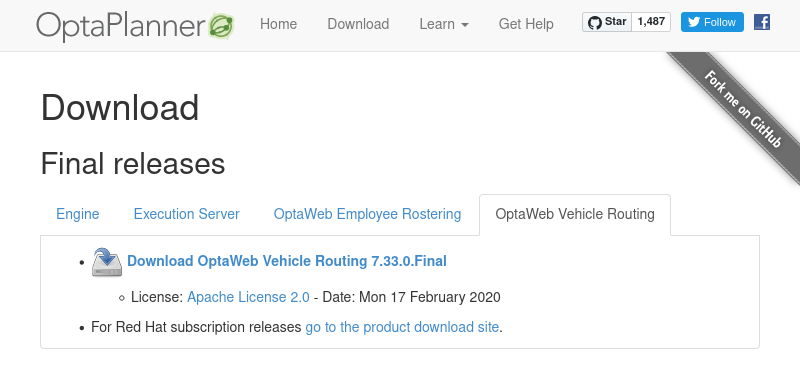 OptaPlanner Home Download Learn Get Help Star 1,487 Follow
Fork me on GitHub
Download
Final releases
Engine Execution Server OptaWeb Employee Rostering OptaWeb Vehicle Routing
Download OptaWeb Vehicle Routing 7.33.0.Final
License: Apache License 2.0 - Date: Mon 17 February 2020
For Red Hat subscription releases go to the product download site.